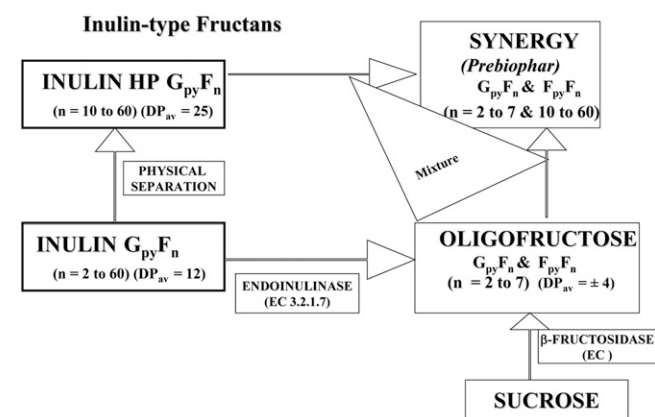 Inulin-type Fructans
SYNERGY
(Prebiophar)
GpyFn & FpyFn
(n = 2 to 7 & 10 to 60)
INULIN HP GpyFn
(n = 10 to 60) (DPav = 25)
PHYSICAL
SEPARATION
Mixture
INULIN GpyFn
(n = 2 to 60) (DPav = 12)
ENDOINULINASE
(EC 3.2.1.7)
OLIGOFRUCTOSE
GpyFn & FpyFn
(n = 2 to 7) (DPav = ± 4)
β-FRUCTOSIDASE
(EC )
SUCROSE